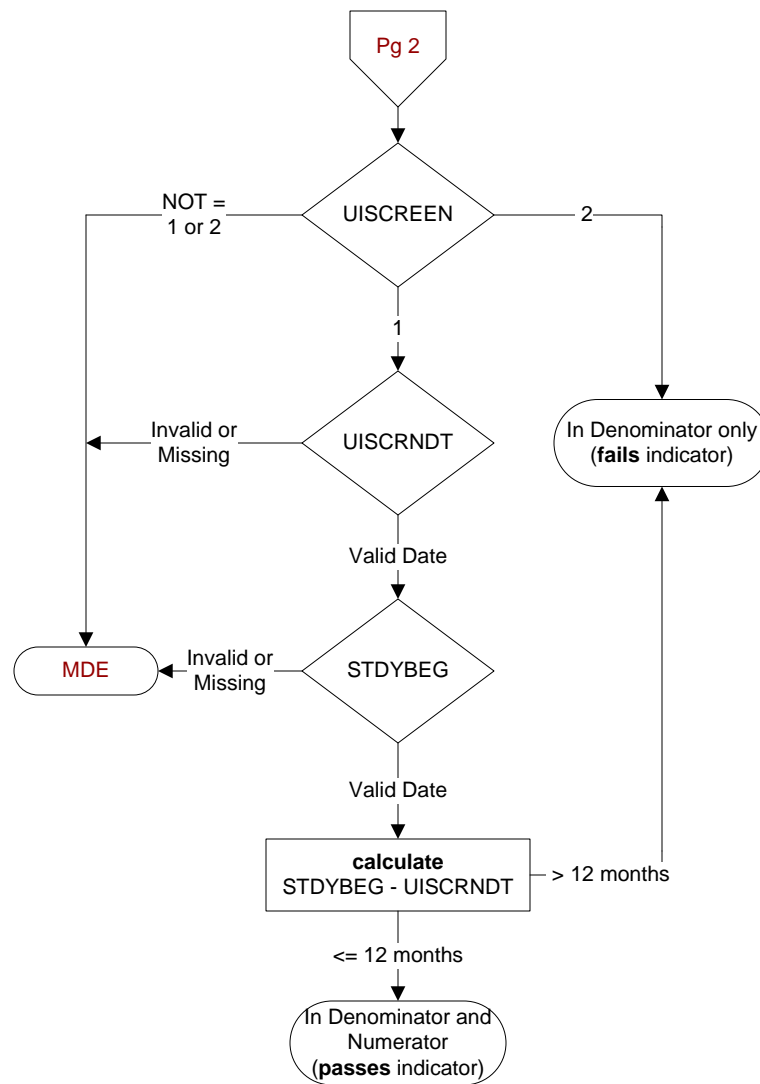 Pg 2
UISCREEN
NOT =
1 or 2
2
1
UISCRNDT
Invalid or
Missing
In Denominator only
(fails indicator)
Valid Date
STDYBEG
Invalid or
Missing
MDE
Valid Date
calculate
STDYBEG - UISCRNDT
> 12 months
<= 12 months
In Denominator and
Numerator
(passes indicator)